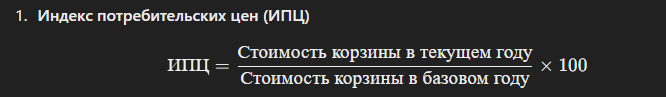 1. Индекс потребительских цен (ИПЦ)
ИПЦ = Стоимость корзины в текущем году / Стоимость корзины в базовом году × 100